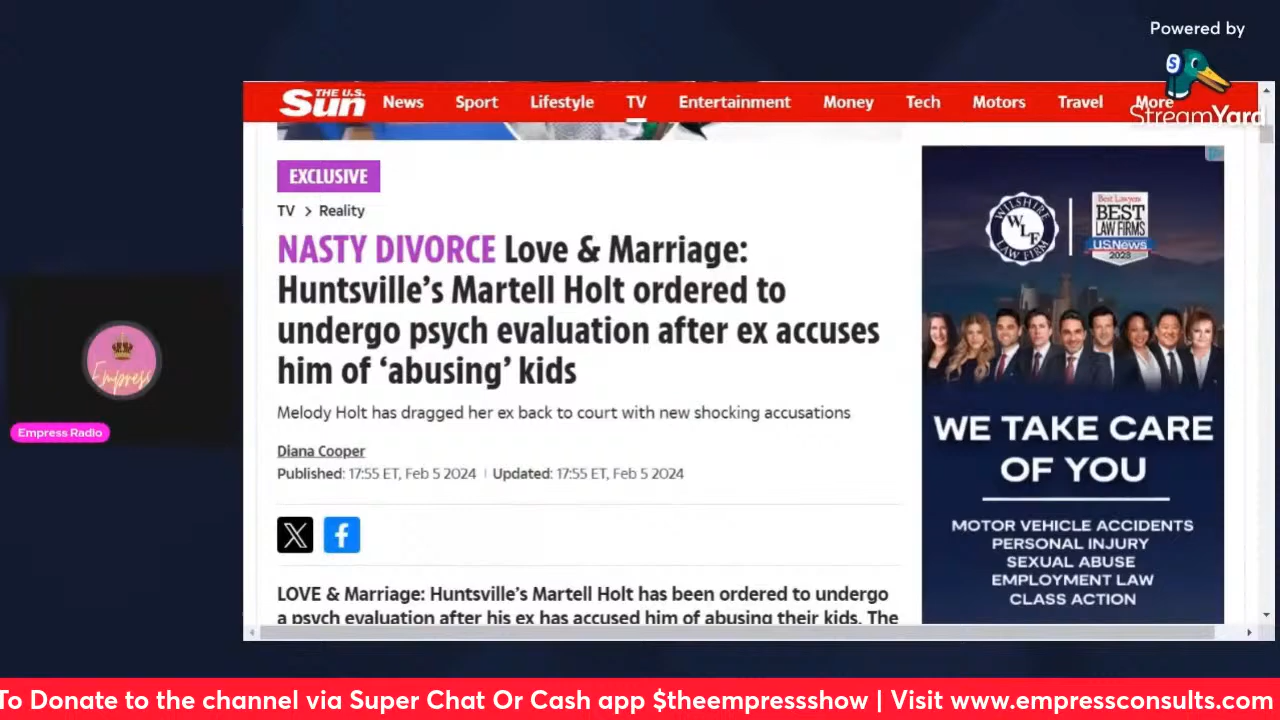 Powered by
StreamYard
THE U.S.
Sun
News Sport Lifestyle TV Entertainment Money Tech Motors Travel More
EXCLUSIVE
TV > Reality
NASTY DIVORCE Love & Marriage:
Huntsville’s Martell Holt ordered to
undergo psych evaluation after ex accuses
him of ‘abusing’ kids
Melody Holt has dragged her ex back to court with new shocking accusations
Diana Cooper
Published: 17:55 ET, Feb 5 2024 | Updated: 17:55 ET, Feb 5 2024
LOVE & Marriage: Huntsville’s Martell Holt has been ordered to undergo
a psych evaluation after his ex has accused him of abusing their kids. The
WILSHIRE
WLF
LAW FIRM
Best Lawyers
BEST
LAW FIRMS
U.S.News
2023
WE TAKE CARE
OF YOU
MOTOR VEHICLE ACCIDENTS
PERSONAL INJURY
SEXUAL ABUSE
EMPLOYMENT LAW
CLASS ACTION
Empress
Empress Radio
To Donate to the channel via Super Chat Or Cash app $theempressshow | Visit www.empressconsults.com